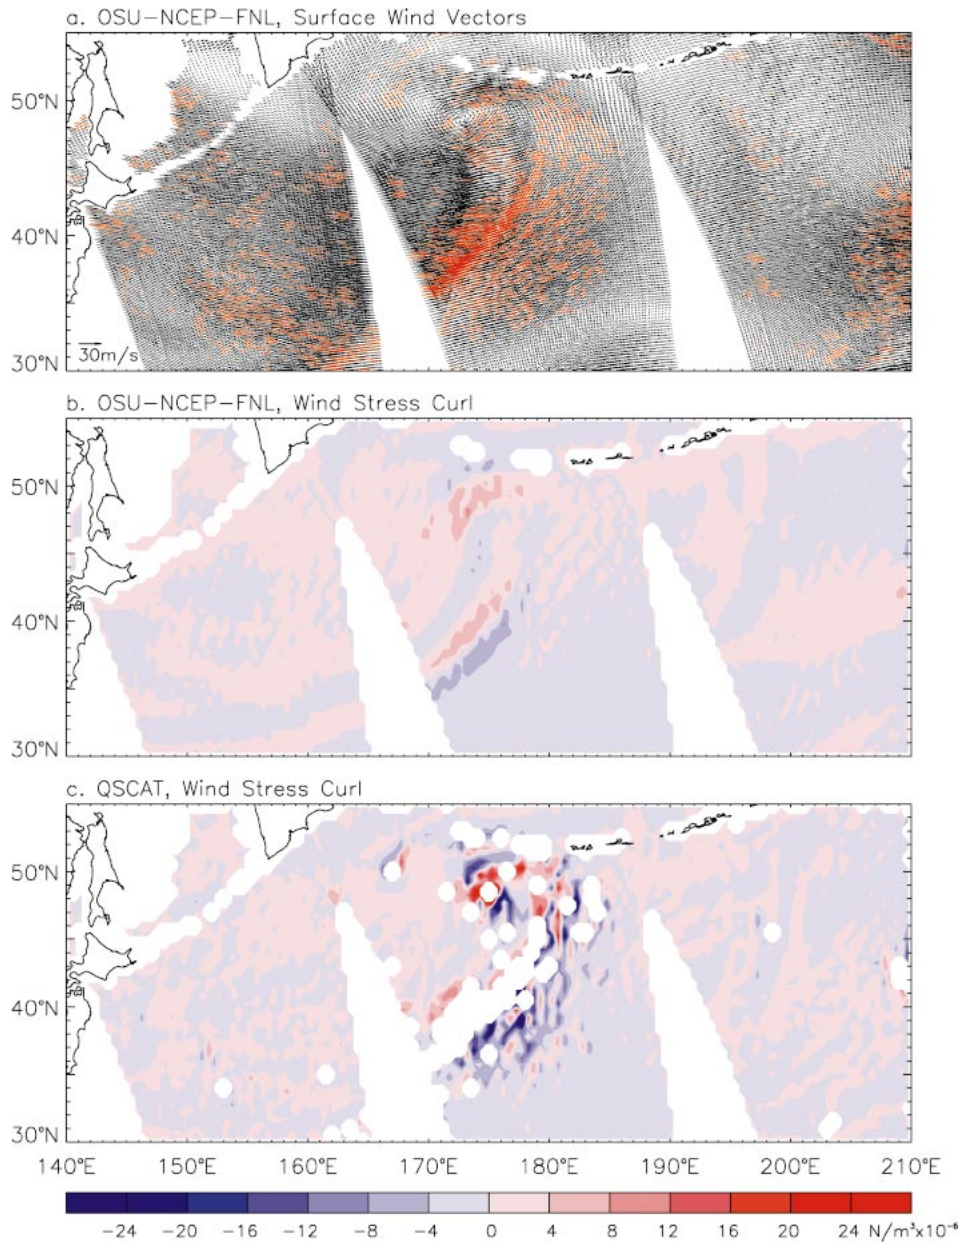 a. OSU-NCEP-FNL, Surface Wind Vectors
50°N
40°N
30m/s
30°N
b. OSU-NCEP-FNL, Wind Stress Curl
50°N
40°N
30°N
c. QSCAT, Wind Stress Curl
50°N
40°N
30°N
140°E 150°E 160°E 170°E 180°E 190°E 200°E 210°E
-24 -20 -16 -12 -8 -4 0 4 8 12 16 20 24 N/m³x10⁻⁶